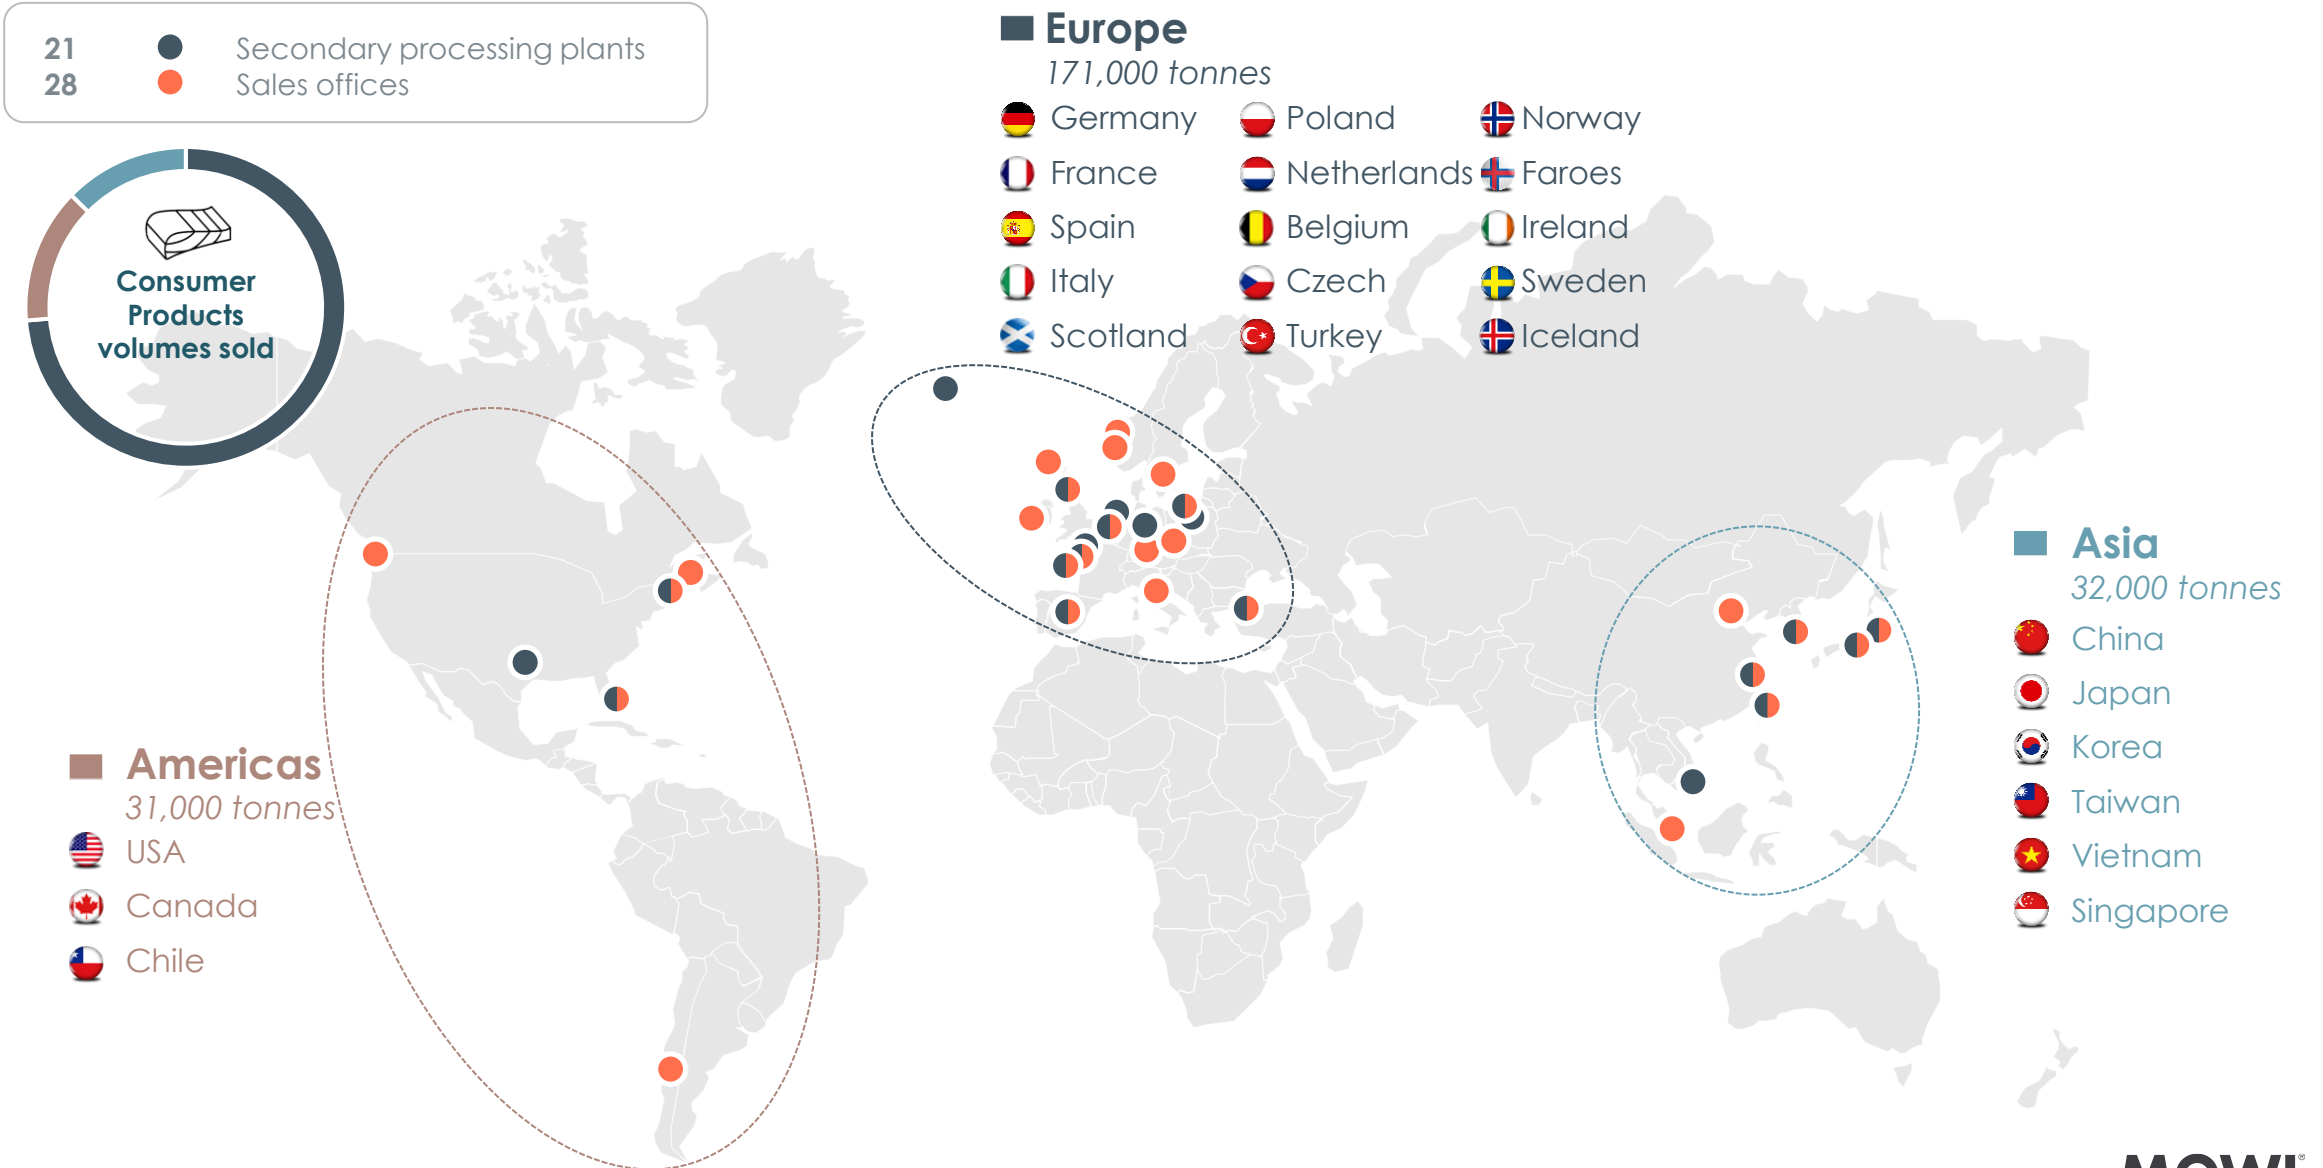 21 Secondary processing plants
28 Sales offices
Consumer
Products
volumes sold
Europe
171,000 tonnes
Germany Poland Norway
France Netherlands Faroes
Spain Belgium Ireland
Italy Czech Sweden
Scotland Turkey Iceland
Americas
31,000 tonnes
USA
Canada
Chile
Asia
32,000 tonnes
China
Japan
Korea
Taiwan
Vietnam
Singapore
MOWI®